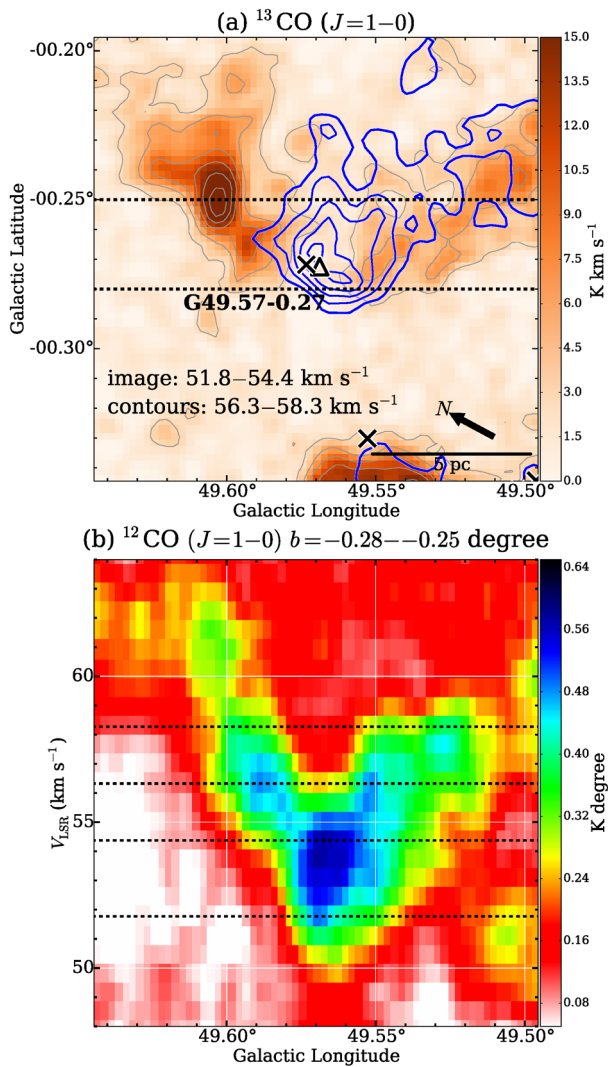 (a) ¹³CO (J=1–0)
-00.20°
-00.25°
-00.30°
Galactic Latitude
G49.57-0.27
image: 51.8–54.4 km s⁻¹
contours: 56.3–58.3 km s⁻¹
N
5 pc
49.60° 49.55° 49.50°
Galactic Longitude
15.0
13.5
12.0
10.5
9.0
7.5
6.0
4.5
3.0
1.5
0.0
K km s⁻¹
(b) ¹²CO (J=1–0) b=−0.28−−0.25 degree
60
55
50
V_LSR (km s⁻¹)
49.60° 49.55° 49.50°
Galactic Longitude
0.64
0.56
0.48
0.40
0.32
0.24
0.16
0.08
K degree